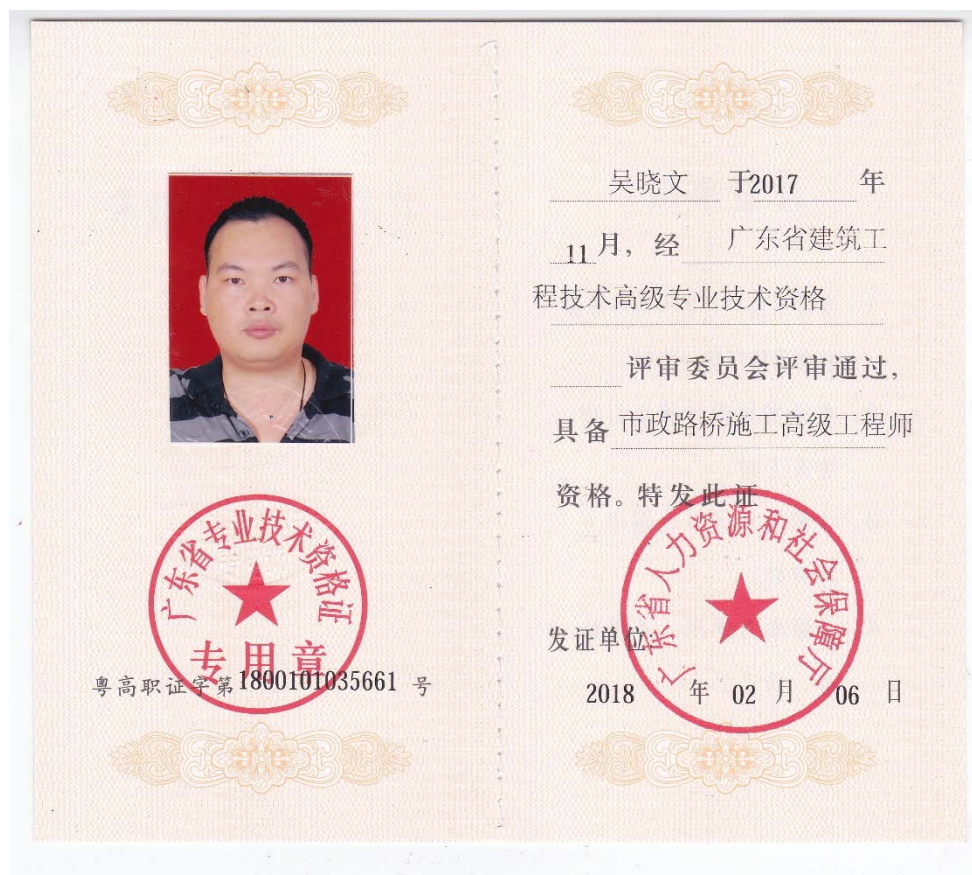 广东省专业技术资格证
专用章
粤高职证字第1800101035661号
吴晓文 于2017 年
11月，经 广东省建筑工
程技术高级专业技术资格
评审委员会评审通过，
具备 市政路桥施工高级工程师
资格。特发此证
广东省人力资源和社会保障厅
发证单位
2018 年 02 月 06 日